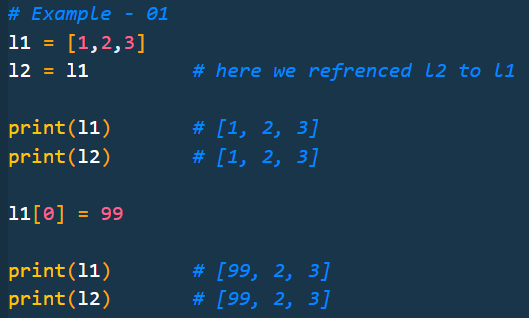 # Example - 01
l1 = [1,2,3]
l2 = l1 # here we refrenced l2 to l1
print(l1) # [1, 2, 3]
print(l2) # [1, 2, 3]
l1[0] = 99
print(l1) # [99, 2, 3]
print(l2) # [99, 2, 3]